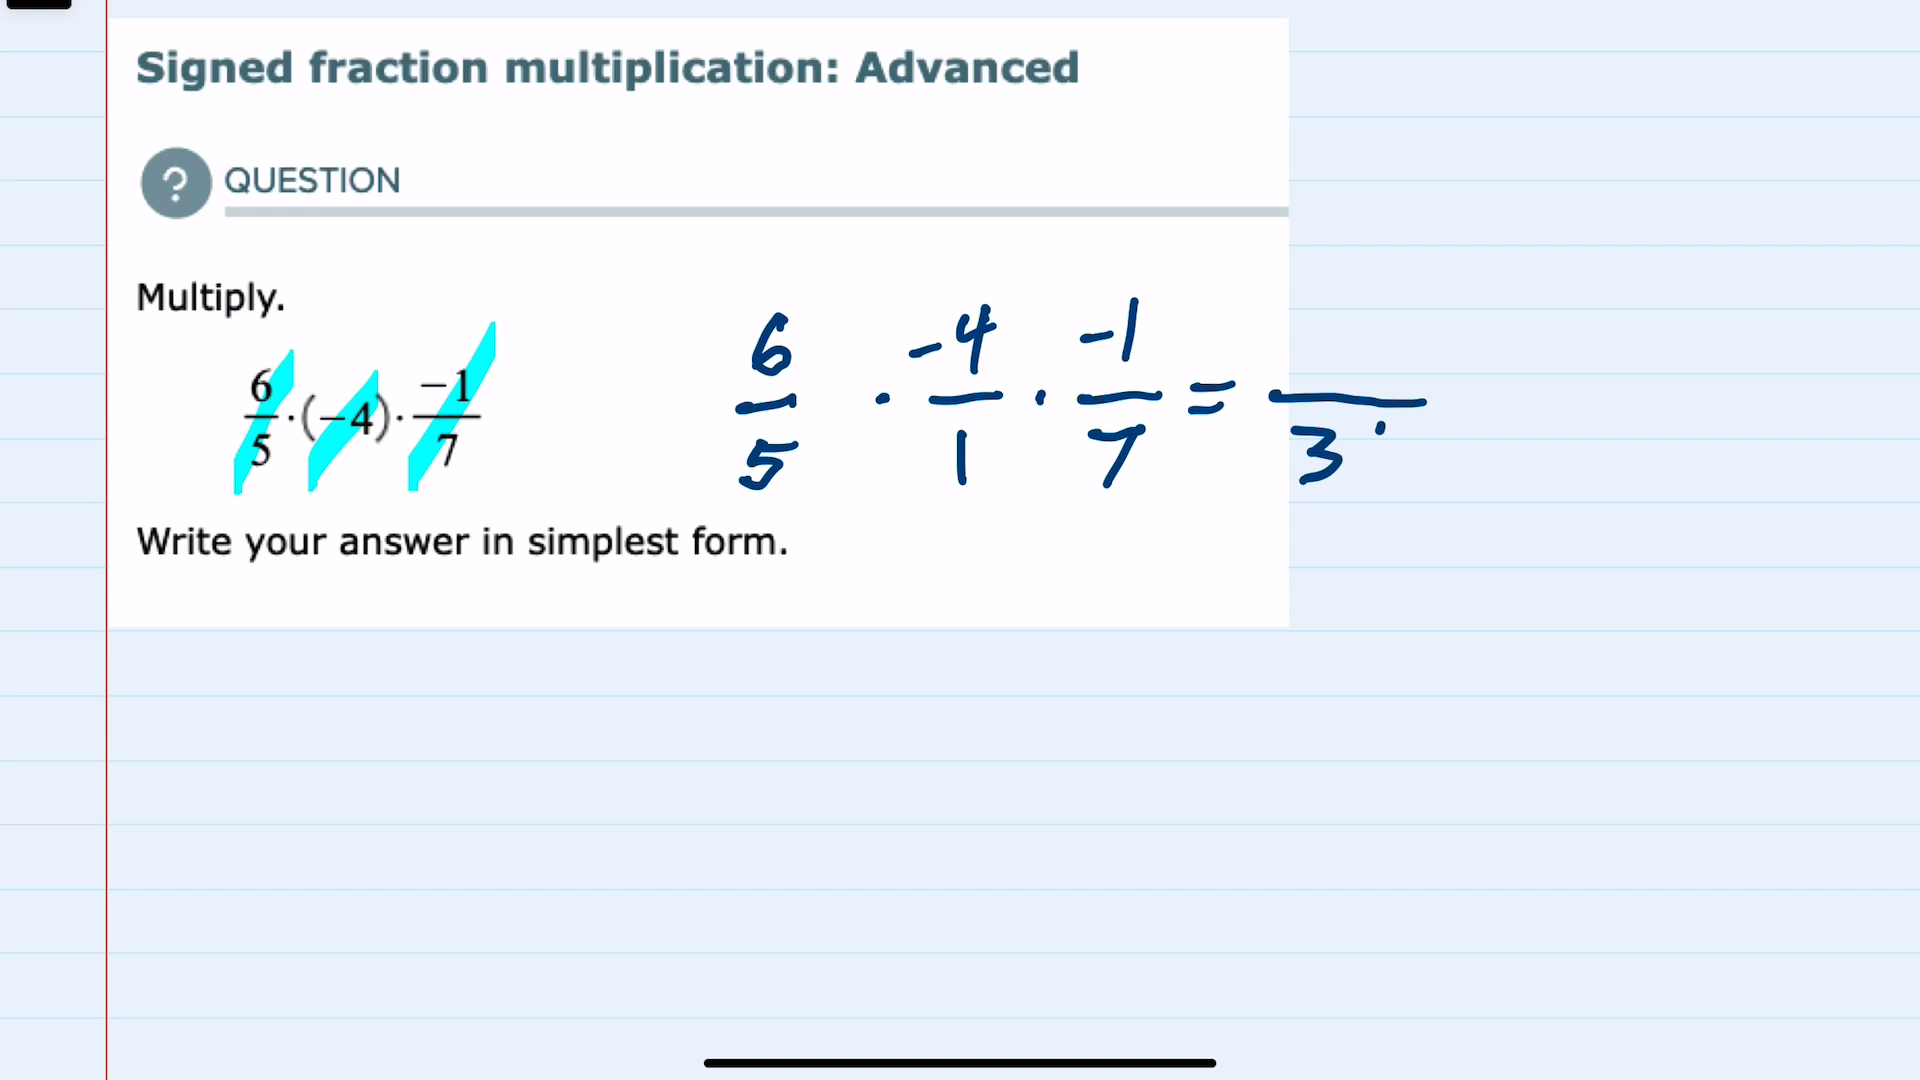 Signed fraction multiplication: Advanced
? QUESTION
Multiply.
6/5 · (−4) · −1/7
6/5 · -4/1 · -1/7 = /3
Write your answer in simplest form.